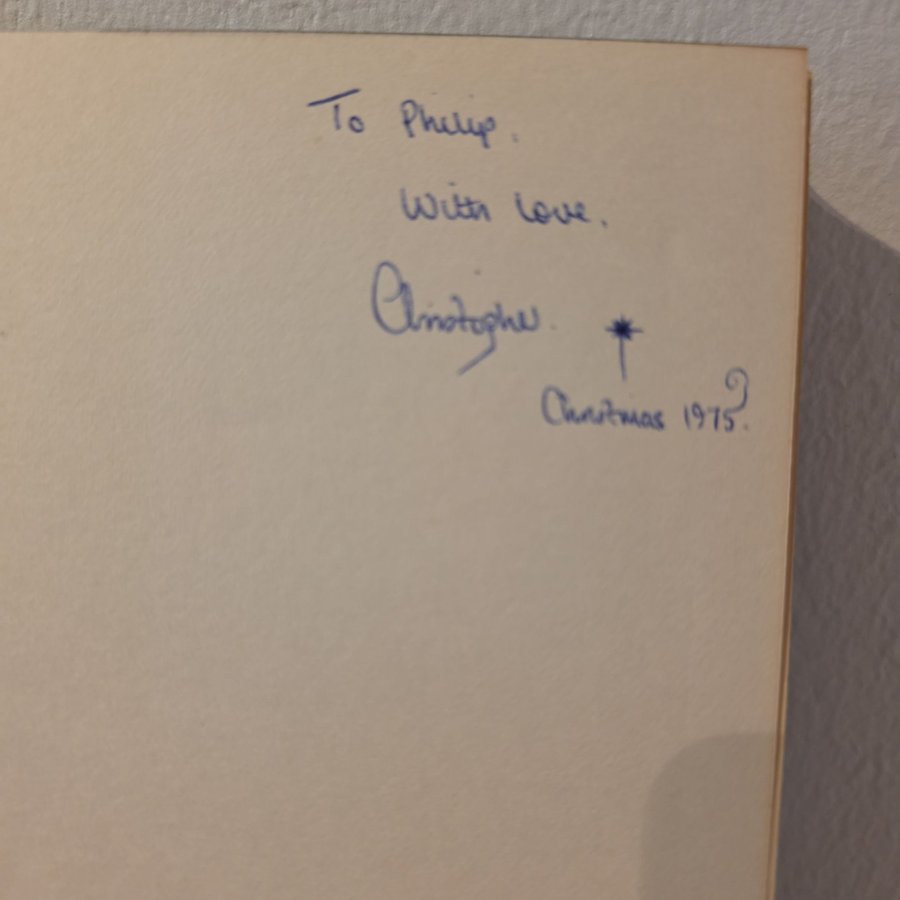 To Philip.
With love.
Christopher.
Christmas 1975.